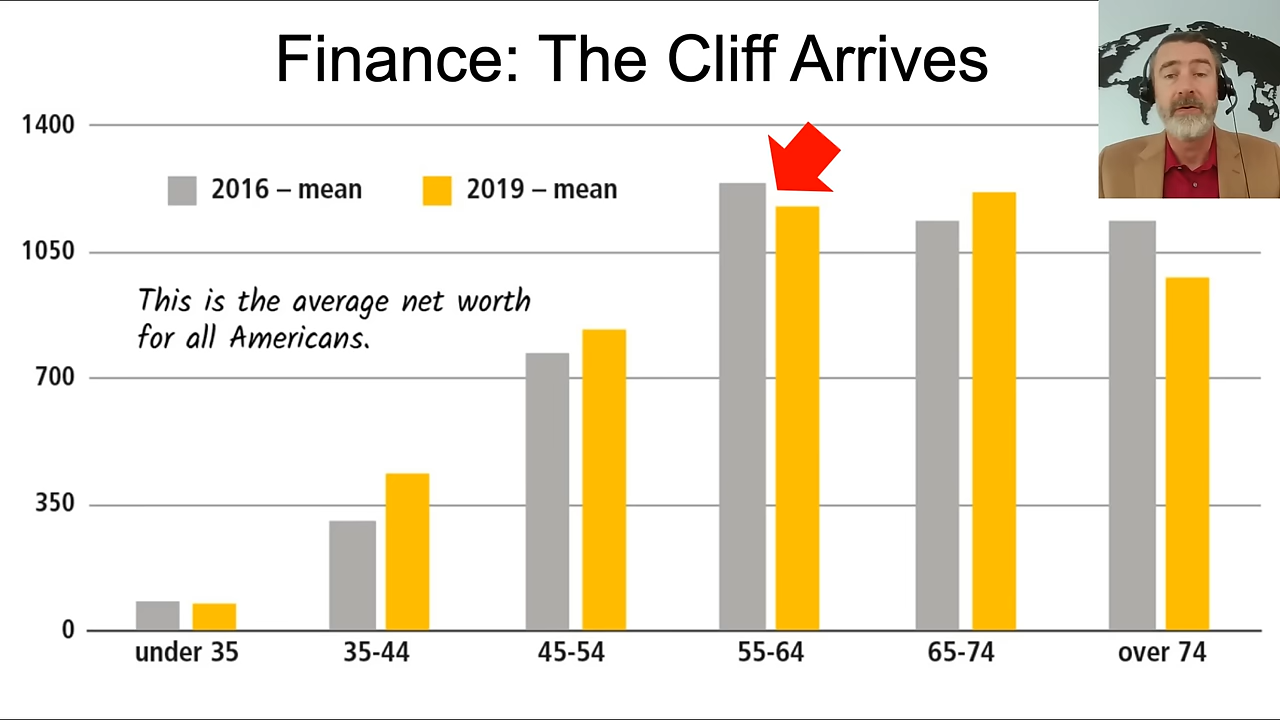 Finance: The Cliff Arrives
1400
2016 – mean
2019 – mean
1050
This is the average net worth
for all Americans.
700
350
0
under 35
35-44
45-54
55-64
65-74
over 74